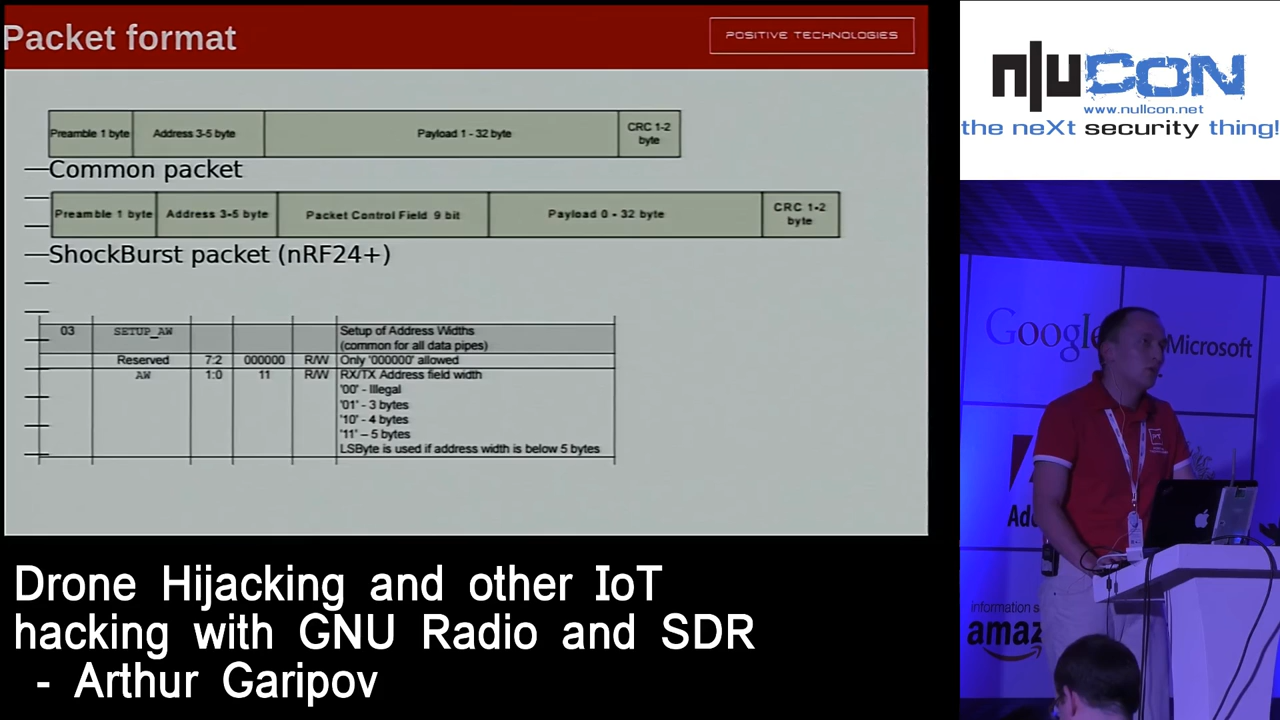 Packet format
POSITIVE TECHNOLOGIES
Preamble 1 byte Address 3-5 byte Payload 1 - 32 byte CRC 1-2 byte
Common packet
Preamble 1 byte Address 3-5 byte Packet Control Field 9 bit Payload 0 - 32 byte CRC 1-2 byte
ShockBurst packet (nRF24+)
03 SETUP_AW Setup of Address Widths
(common for all data pipes)
Reserved 7:2 000000 R/W Only '000000' allowed
AW 1:0 11 R/W RX/TX Address field width
'00' - Illegal
'01' - 3 bytes
'10' - 4 bytes
'11' – 5 bytes
LSByte is used if address width is below 5 bytes
Drone Hijacking and other IoT
hacking with GNU Radio and SDR
- Arthur Garipov
n|uCON
www.nullcon.net
the neXt security thing!
Google
Microsoft
information s
amaz